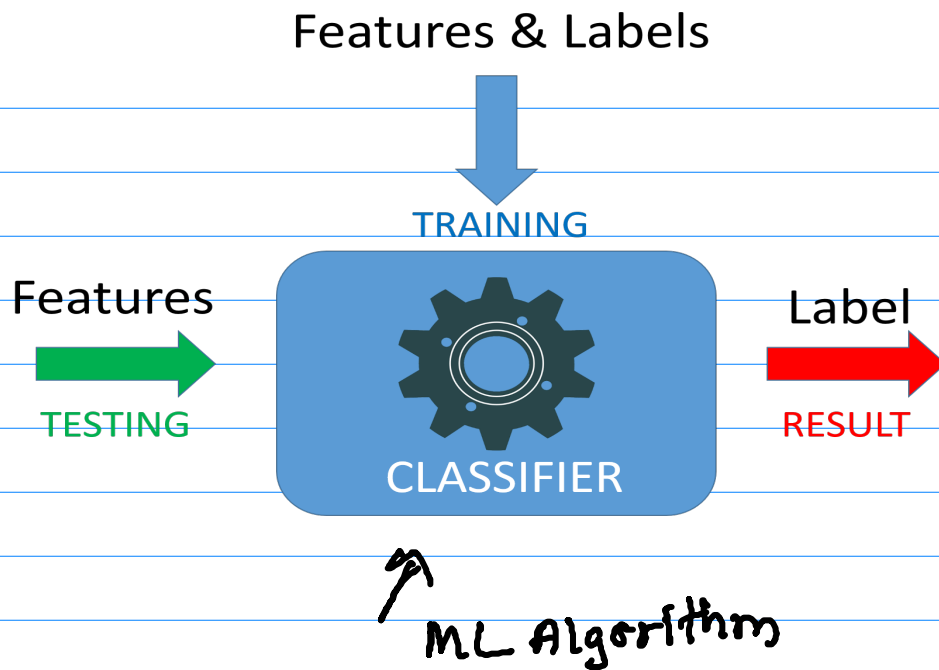 Features & Labels
TRAINING
Features
TESTING
CLASSIFIER
Label
RESULT
ML Algorithm